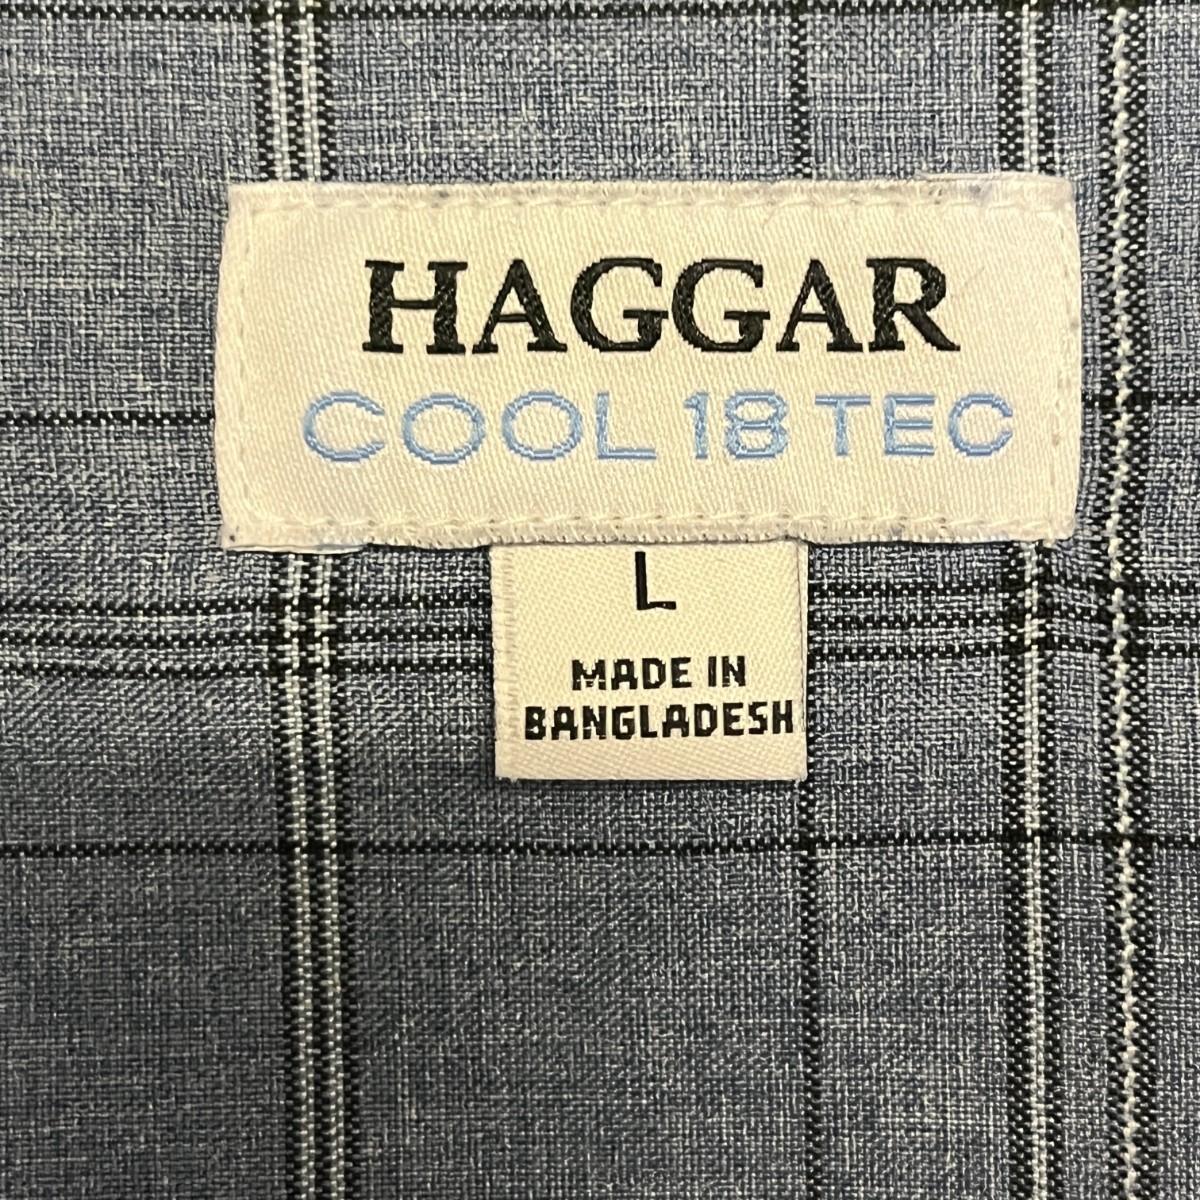 HAGGAR
COOL 18 TEC
L
MADE IN
BANGLADESH